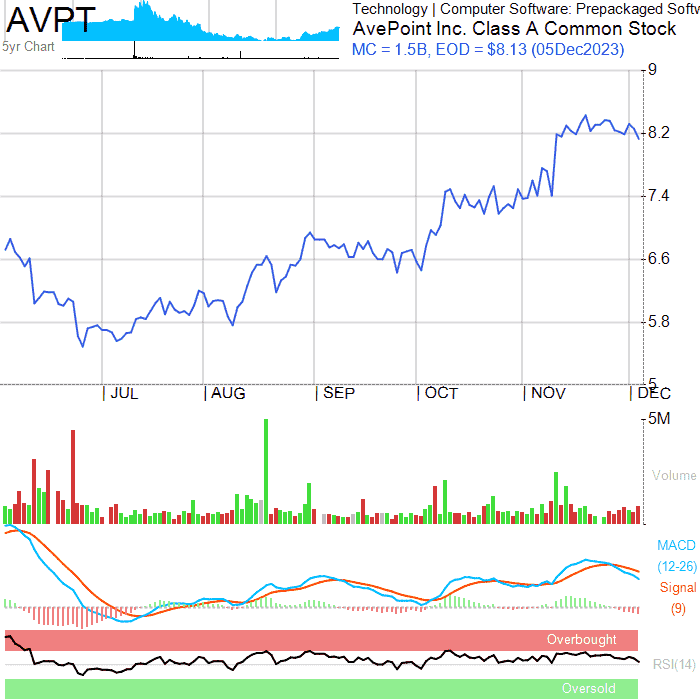 AVPT
5yr Chart
Technology | Computer Software: Prepackaged Softw
AvePoint Inc. Class A Common Stock
MC = 1.5B, EOD = $8.13 (05Dec2023)
9
8.2
7.4
6.6
5.8
5
| JUL | AUG | SEP | OCT | NOV | DEC
5M
Volume
MACD
(12-26)
Signal
(9)
Overbought
RSI(14)
Oversold